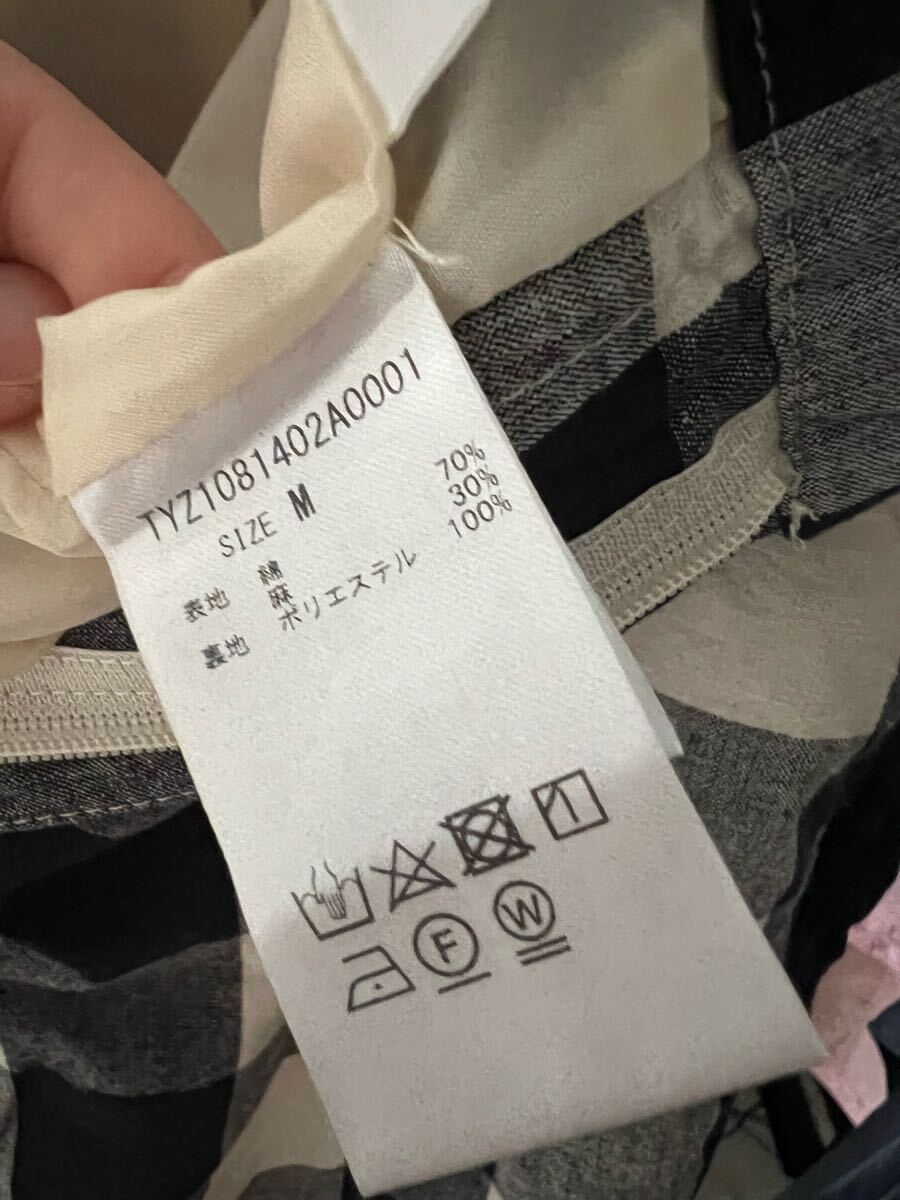 TYZ1081402A0001
SIZE M
表地 綿 70%
麻 30%
裏地 ポリエステル 100%
F W